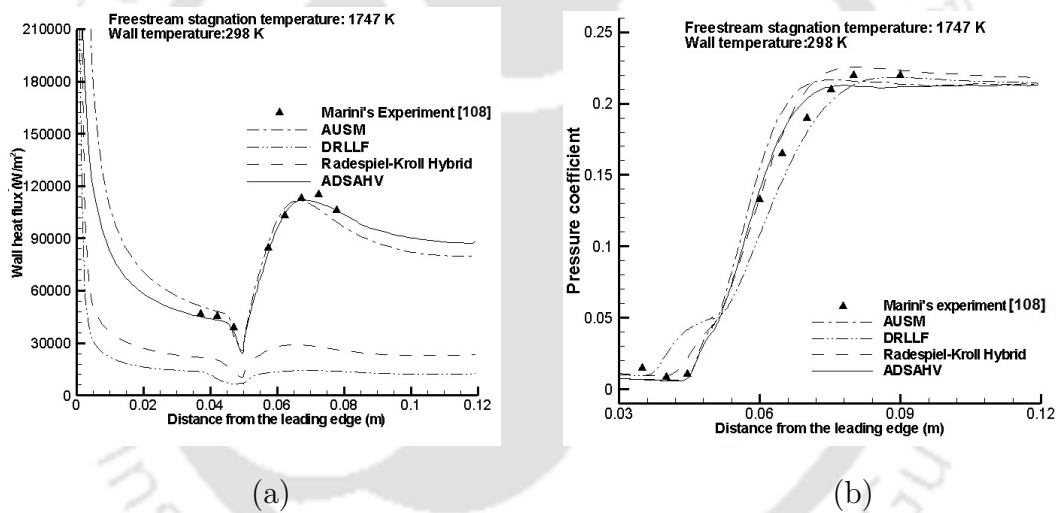 Freestream stagnation temperature: 1747 K
Wall temperature:298 K
210000
180000
150000
120000
90000
60000
30000
0
Wall heat flux (W/m²)
Marini's Experiment [108]
AUSM
DRLLF
Radespiel-Kroll Hybrid
ADSAHV
0 0.02 0.04 0.06 0.08 0.1 0.12
Distance from the leading edge (m)
(a)
Freestream stagnation temperature: 1747 K
Wall temperature:298 K
0.25
0.2
0.15
0.1
0.05
0
Pressure coefficient
Marini's experiment [108]
AUSM
DRLLF
Radespiel-Kroll Hybrid
ADSAHV
0.03 0.06 0.09 0.12
Distance from the leading edge (m)
(b)